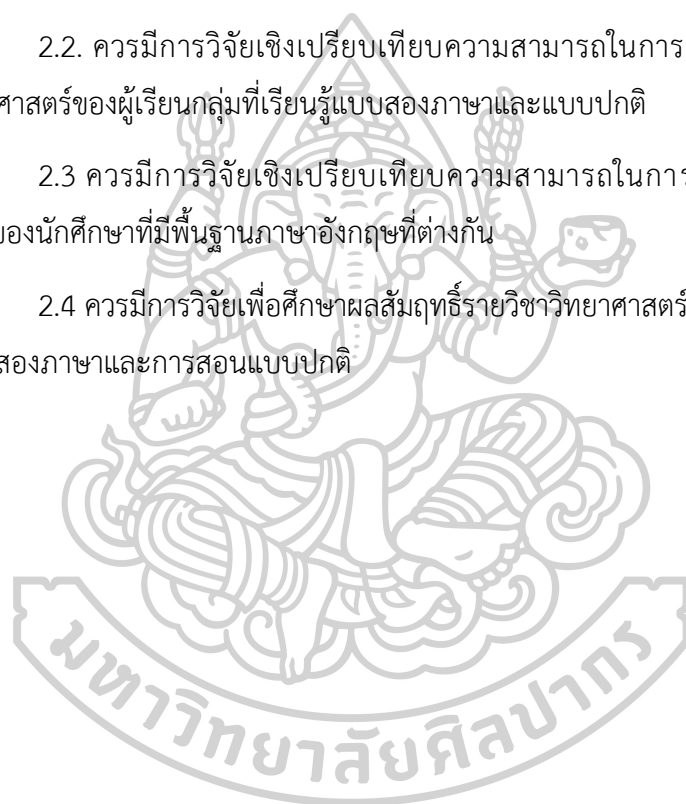 2.2. ควรมีการวิจัยเชิงเปรียบเทียบความสามารถในการ
ศาสตร์ของผู้เรียนกลุ่มที่เรียนรู้แบบสองภาษาและแบบปกติ
2.3 ควรมีการวิจัยเชิงเปรียบเทียบความสามารถในการ
ของนักศึกษาที่มีพื้นฐานภาษาอังกฤษที่ต่างกัน
2.4 ควรมีการวิจัยเพื่อศึกษาผลสัมฤทธิ์รายวิชาวิทยาศาสตร์
สองภาษาและการสอนแบบปกติ
มหาวิทยาลัยศิลปากร